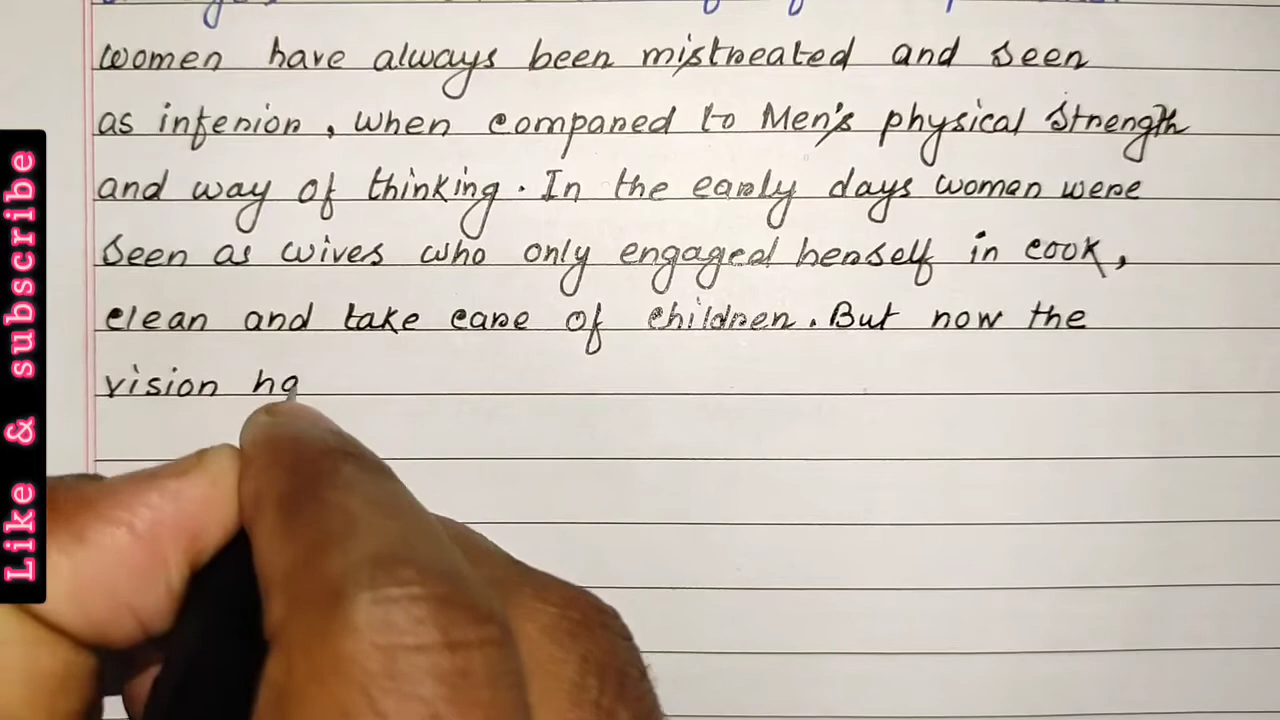 women have always been mistreated and seen
as inferior, when compared to Men's physical strength
and way of thinking. In the early days women were
seen as wives who only engaged herself in cook,
clean and take care of children. But now the
vision ha
Like & subscribe